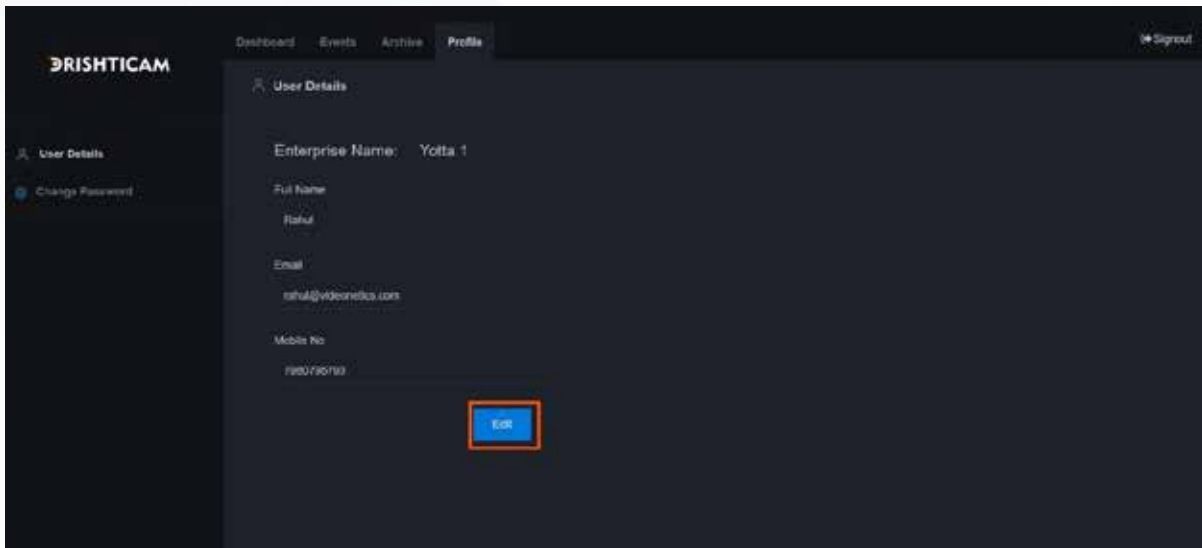 DRISHTICAM
Dashboard Events Archive Profile
Signout
User Details
User Details
Change Password
Enterprise Name: Yotta 1
Full Name
Rahul
Email
rahul@videonetics.com
Mobile No
Edit